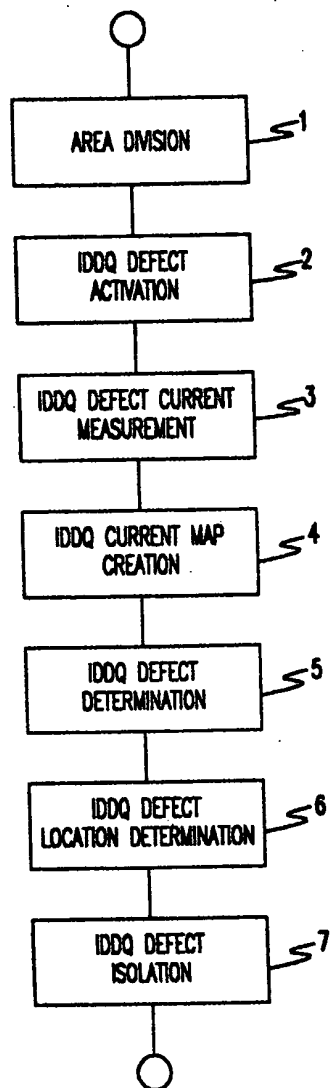 AREA DIVISION
1
IDDQ DEFECT
ACTIVATION
2
IDDQ DEFECT CURRENT
MEASUREMENT
3
IDDQ CURRENT MAP
CREATION
4
IDDQ DEFECT
DETERMINATION
5
IDDQ DEFECT
LOCATION DETERMINATION
6
IDDQ DEFECT
ISOLATION
7